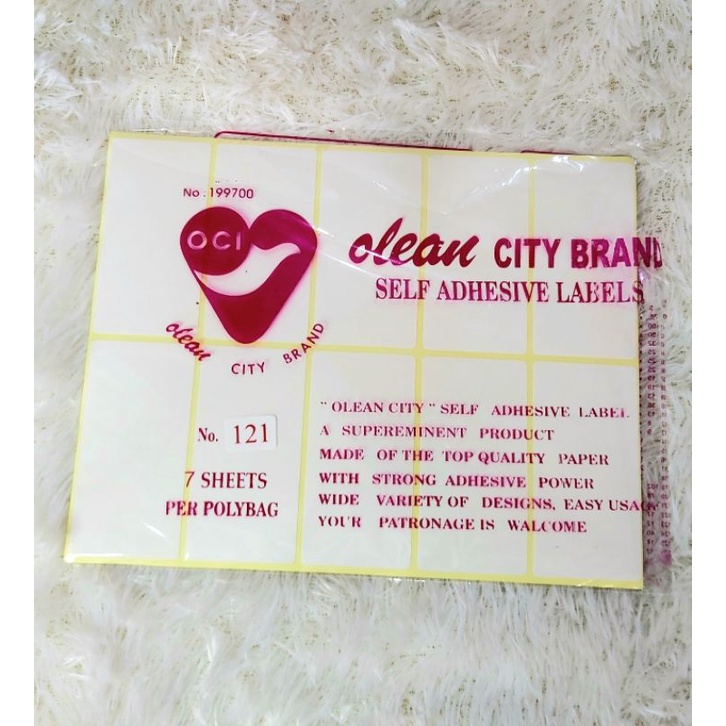 No : 199700
OCI
olean CITY BRAND
olean CITY BRAND
SELF ADHESIVE LABELS
No. 121
7 SHEETS
PER POLYBAG
" OLEAN CITY " SELF ADHESIVE LABEL
A SUPEREMINENT PRODUCT
MADE OF THE TOP QUALITY PAPER
WITH STRONG ADHESIVE POWER
WIDE VARIETY OF DESIGNS, EASY USAGE
YOUR PATRONAGE IS WALCOME